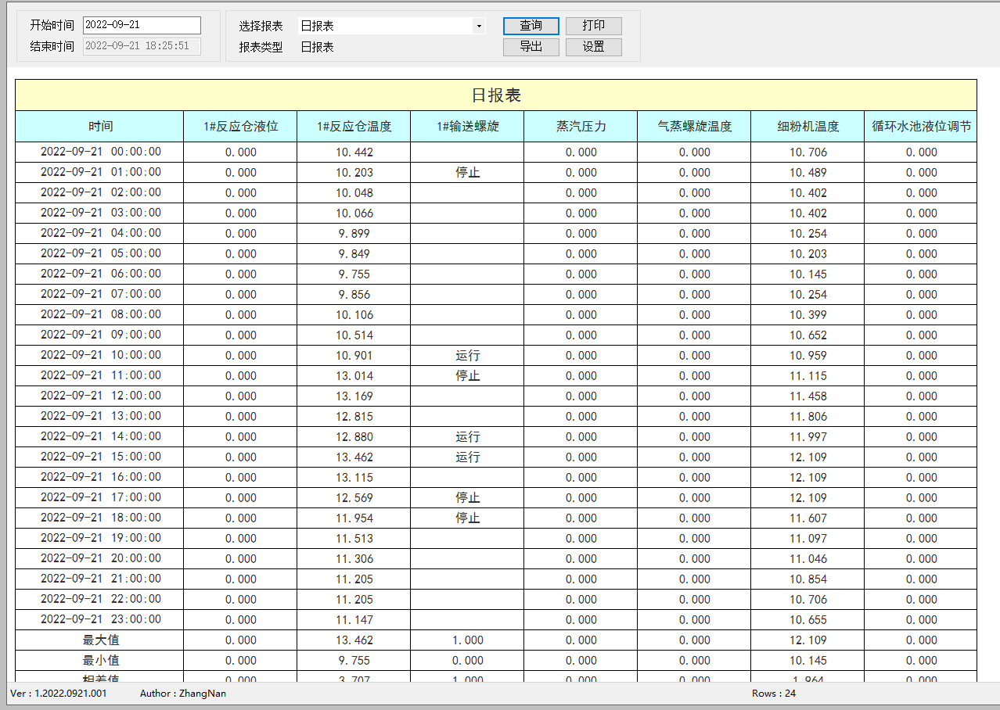 开始时间 2022-09-21 选择报表 日报表 查询 打印
结束时间 2022-09-21 18:25:51 报表类型 日报表 导出 设置
日报表
时间 1#反应仓液位 1#反应仓温度 1#输送螺旋 蒸汽压力 气蒸螺旋温度 细粉机温度 循环水池液位调节
2022-09-21 00:00:00 0.000 10.442 0.000 0.000 10.706 0.000
2022-09-21 01:00:00 0.000 10.203 停止 0.000 0.000 10.489 0.000
2022-09-21 02:00:00 0.000 10.048 0.000 0.000 10.402 0.000
2022-09-21 03:00:00 0.000 10.066 0.000 0.000 10.402 0.000
2022-09-21 04:00:00 0.000 9.899 0.000 0.000 10.254 0.000
2022-09-21 05:00:00 0.000 9.849 0.000 0.000 10.203 0.000
2022-09-21 06:00:00 0.000 9.755 0.000 0.000 10.145 0.000
2022-09-21 07:00:00 0.000 9.856 0.000 0.000 10.254 0.000
2022-09-21 08:00:00 0.000 10.106 0.000 0.000 10.399 0.000
2022-09-21 09:00:00 0.000 10.514 0.000 0.000 10.652 0.000
2022-09-21 10:00:00 0.000 10.901 运行 0.000 0.000 10.959 0.000
2022-09-21 11:00:00 0.000 13.014 停止 0.000 0.000 11.115 0.000
2022-09-21 12:00:00 0.000 13.169 0.000 0.000 11.458 0.000
2022-09-21 13:00:00 0.000 12.815 0.000 0.000 11.806 0.000
2022-09-21 14:00:00 0.000 12.880 运行 0.000 0.000 11.997 0.000
2022-09-21 15:00:00 0.000 13.462 运行 0.000 0.000 12.109 0.000
2022-09-21 16:00:00 0.000 13.115 0.000 0.000 12.109 0.000
2022-09-21 17:00:00 0.000 12.569 停止 0.000 0.000 12.109 0.000
2022-09-21 18:00:00 0.000 11.954 停止 0.000 0.000 11.607 0.000
2022-09-21 19:00:00 0.000 11.513 0.000 0.000 11.097 0.000
2022-09-21 20:00:00 0.000 11.306 0.000 0.000 11.046 0.000
2022-09-21 21:00:00 0.000 11.205 0.000 0.000 10.854 0.000
2022-09-21 22:00:00 0.000 11.205 0.000 0.000 10.706 0.000
2022-09-21 23:00:00 0.000 11.147 0.000 0.000 10.655 0.000
最大值 0.000 13.462 1.000 0.000 0.000 12.109 0.000
最小值 0.000 9.755 0.000 0.000 0.000 10.145 0.000
相差值 0.000 3.707 1.000 0.000 0.000 1.964 0.000
Ver : 1.2022.0921.001 Author : ZhangNan Rows : 24